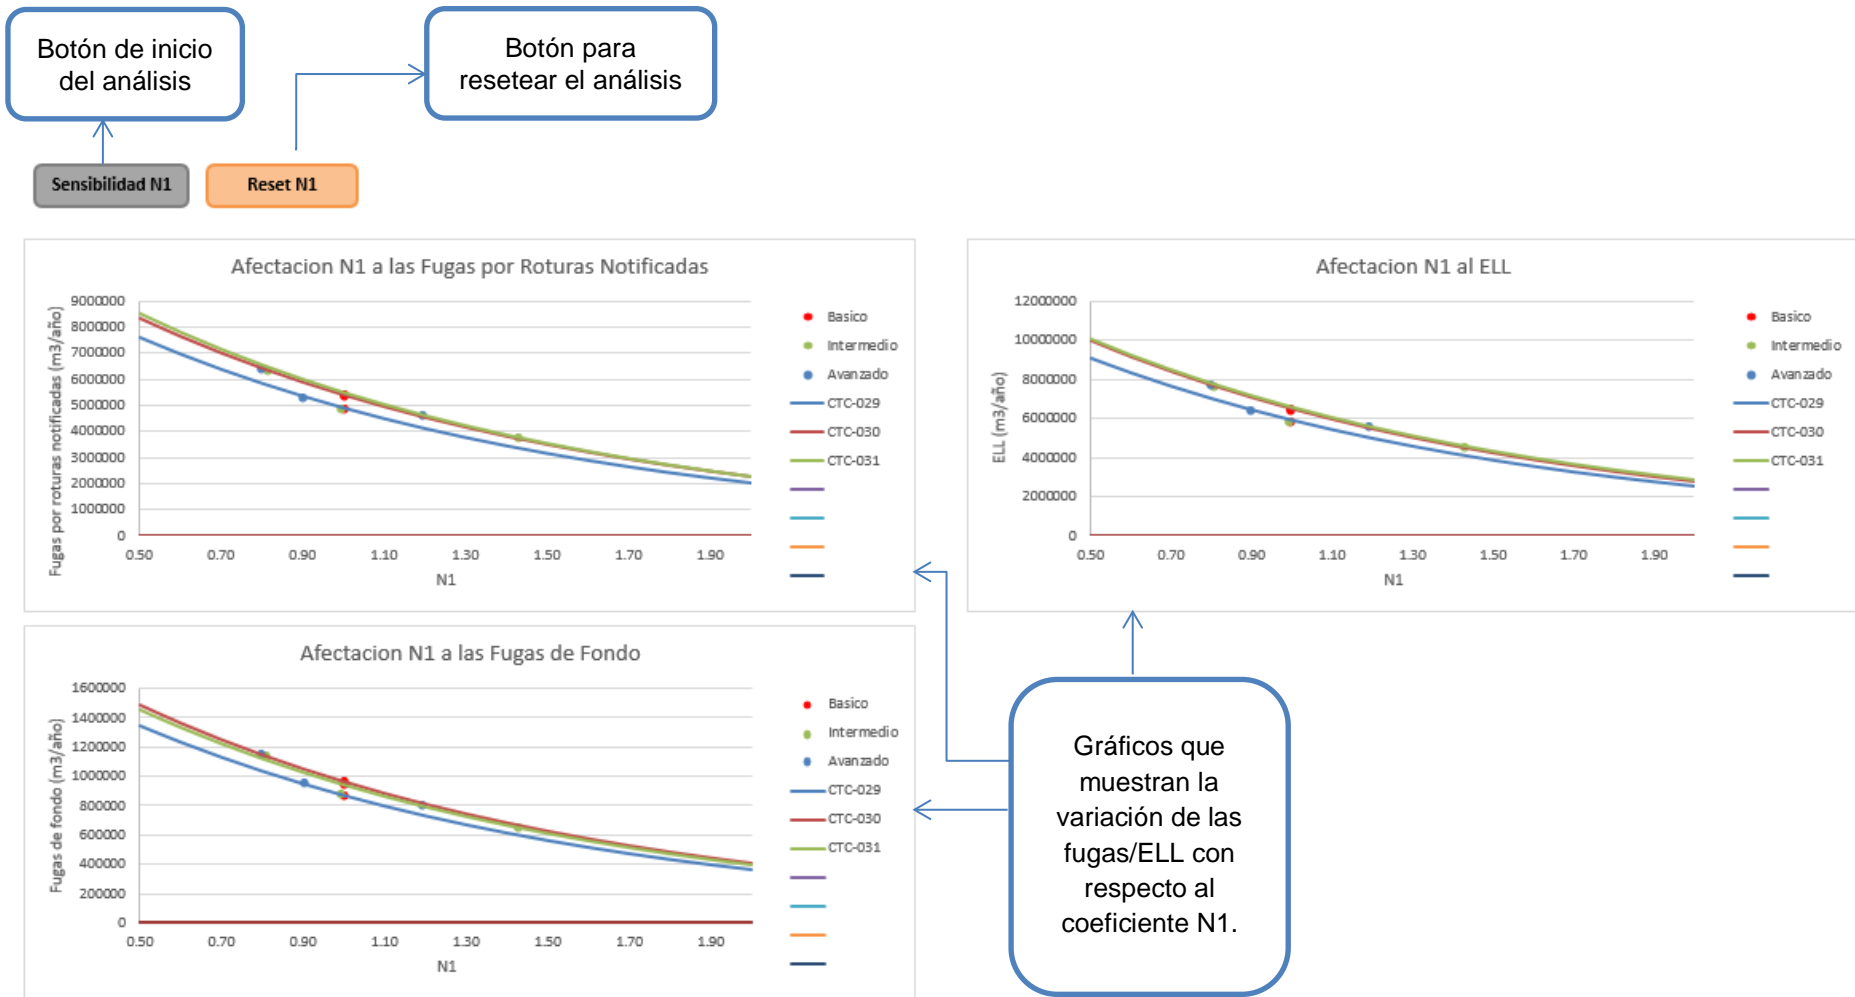 Botón de inicio
del análisis
Botón para
resetear el análisis
Sensibilidad N1
Reset N1
Afectacion N1 a las Fugas por Roturas Notificadas
Fugas por roturas notificadas (m3/año)
9000000
8000000
7000000
6000000
5000000
4000000
3000000
2000000
1000000
0
0.50 0.70 0.90 1.10 1.30 1.50 1.70 1.90
N1
Basico
Intermedio
Avanzado
CTC-029
CTC-030
CTC-031
Afectacion N1 al ELL
ELL (m3/año)
12000000
10000000
8000000
6000000
4000000
2000000
0
0.50 0.70 0.90 1.10 1.30 1.50 1.70 1.90
N1
Basico
Intermedio
Avanzado
CTC-029
CTC-030
CTC-031
Afectacion N1 a las Fugas de Fondo
Fugas de fondo (m3/año)
1600000
1400000
1200000
1000000
800000
600000
400000
200000
0
0.50 0.70 0.90 1.10 1.30 1.50 1.70 1.90
N1
Basico
Intermedio
Avanzado
CTC-029
CTC-030
CTC-031
Gráficos que
muestran la
variación de las
fugas/ELL con
respecto al
coeficiente N1.